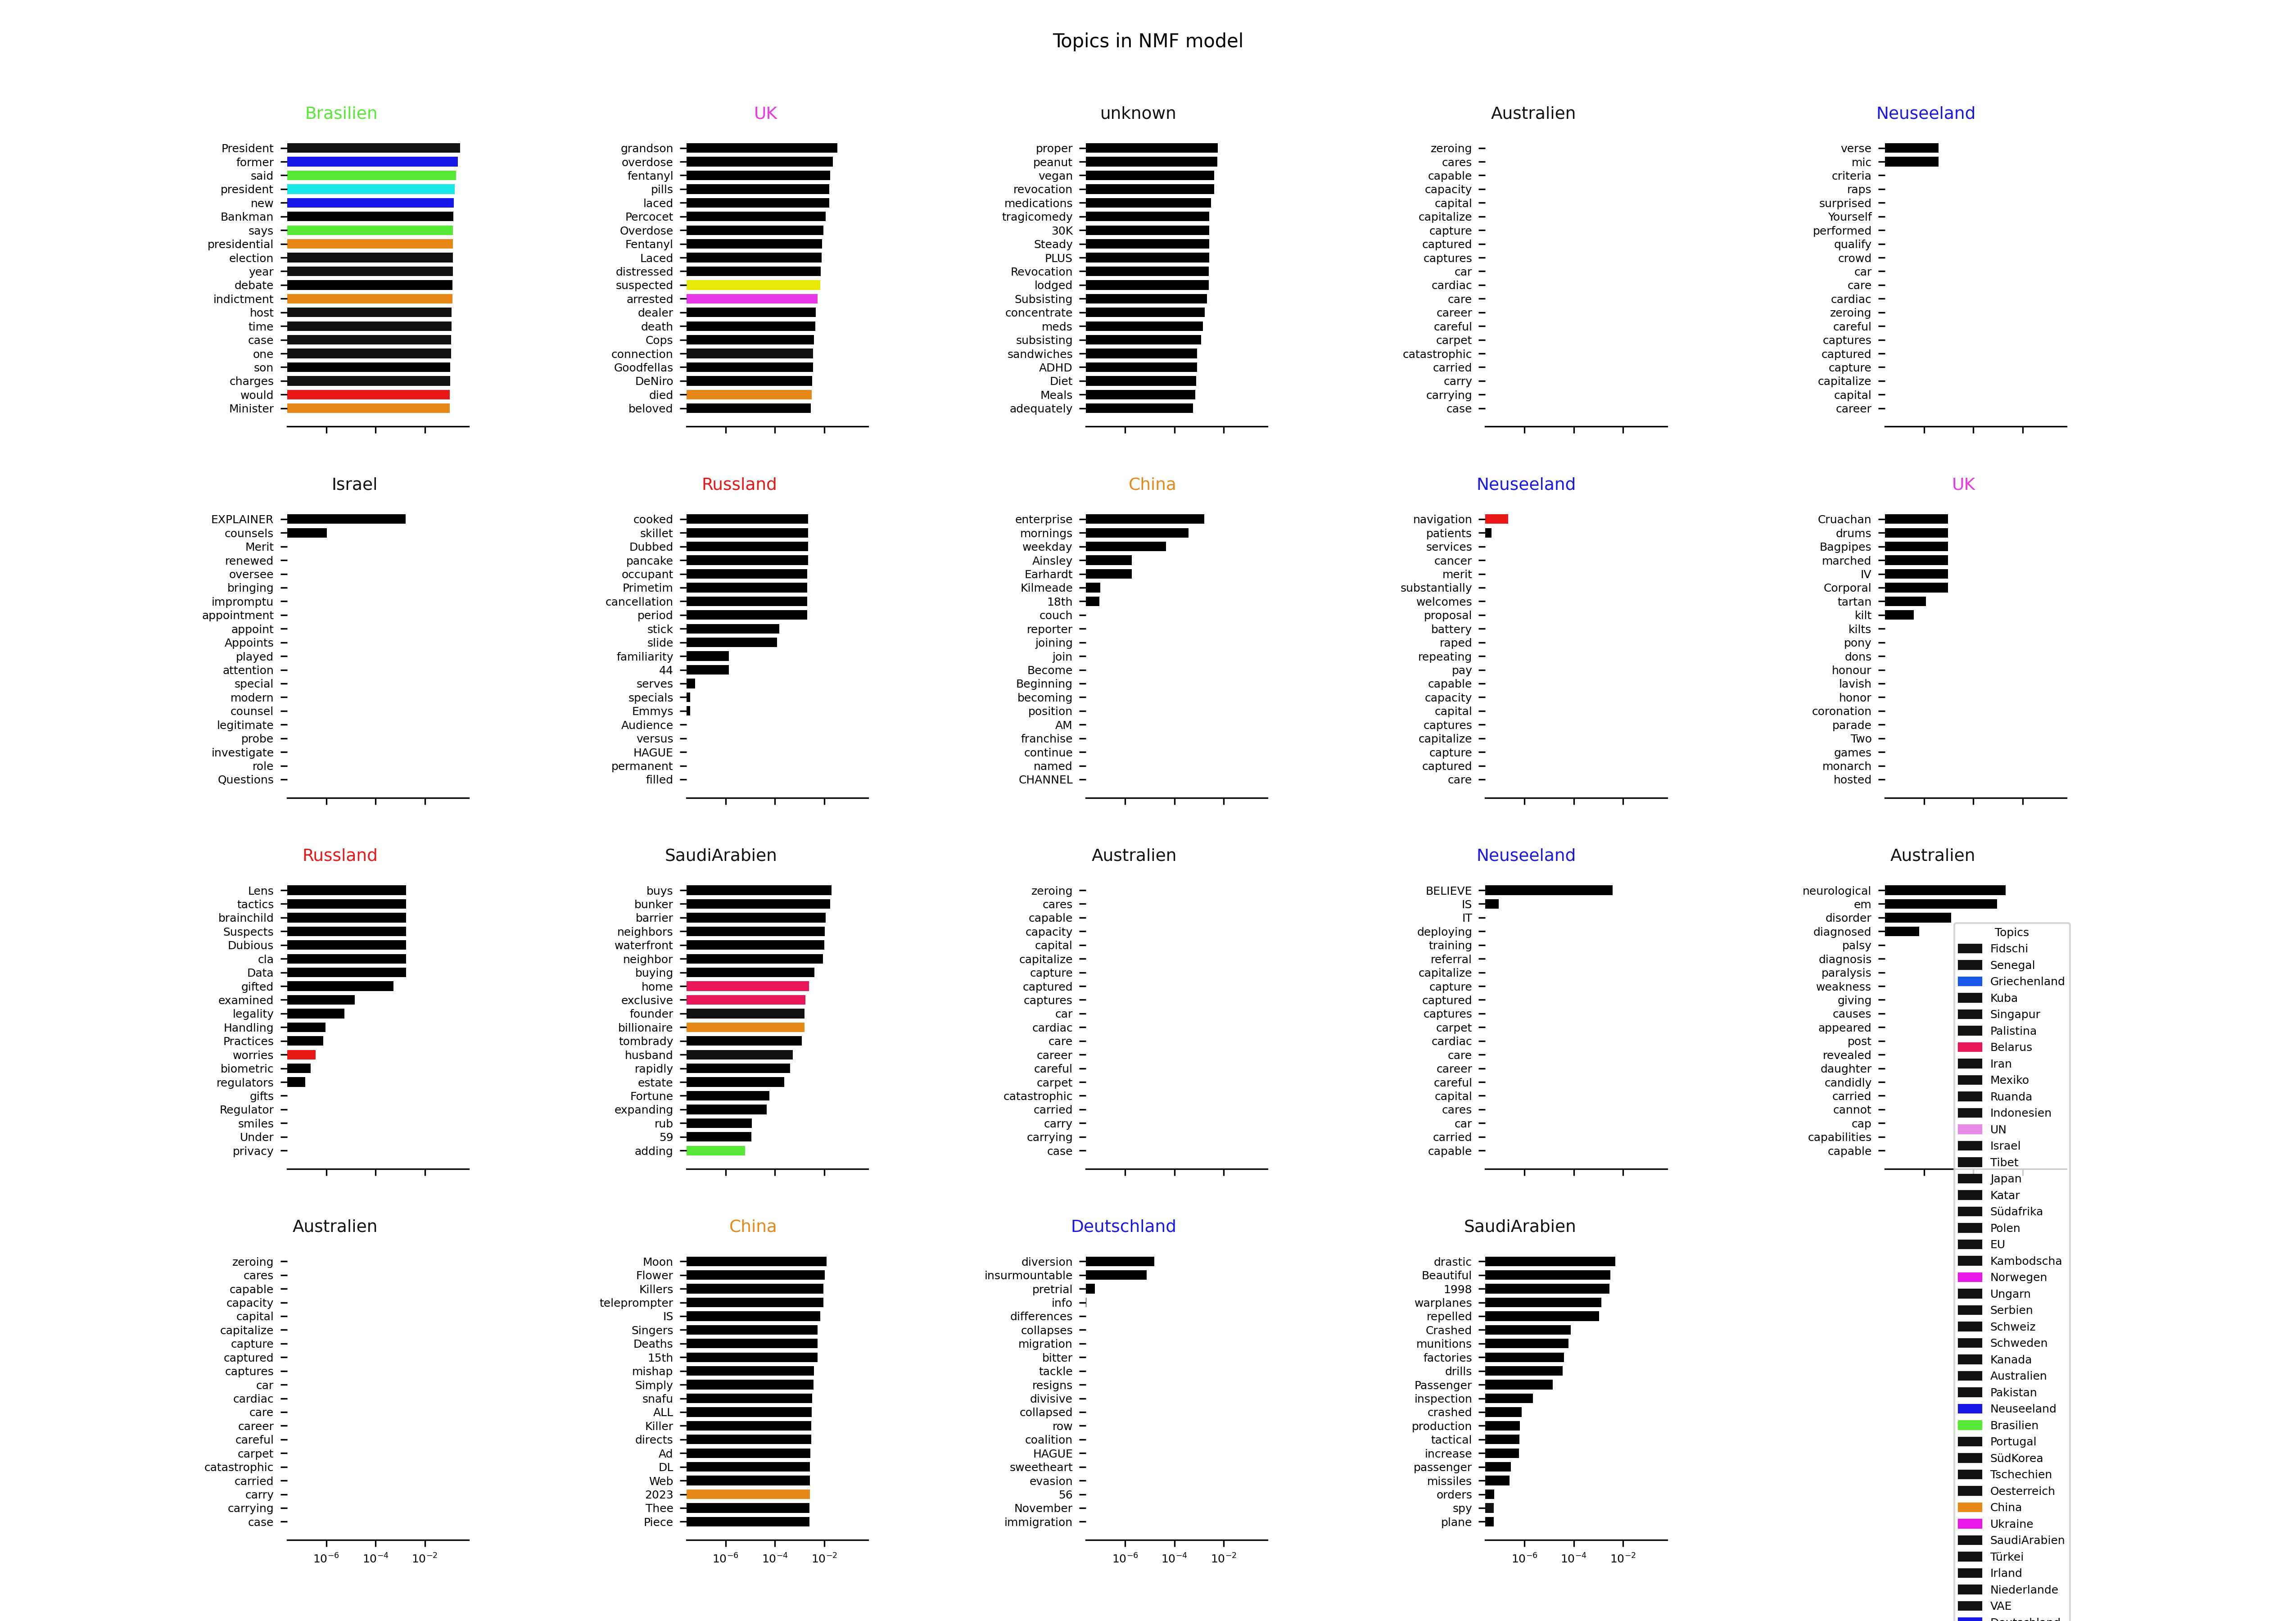 Topics in NMF model
Brasilien
President
former
said
president
new
Bankman
says
presidential
election
year
debate
indictment
host
time
case
one
son
charges
would
Minister
UK
grandson
overdose
fentanyl
pills
laced
Percocet
Overdose
Fentanyl
Laced
distressed
suspected
arrested
dealer
death
Cops
connection
Goodfellas
DeNiro
died
beloved
unknown
proper
peanut
vegan
revocation
medications
tragicomedy
30K
Steady
PLUS
Revocation
lodged
Subsisting
concentrate
meds
subsisting
sandwiches
ADHD
Diet
Meals
adequately
Australien
zeroing
cares
capable
capacity
capital
capitalize
capture
captured
captures
car
cardiac
care
career
careful
carpet
catastrophic
carried
carry
carrying
case
Neuseeland
verse
mic
criteria
raps
surprised
Yourself
performed
qualify
crowd
car
care
cardiac
zeroing
careful
captures
captured
capture
capitalize
capital
career
Israel
EXPLAINER
counsels
Merit
renewed
oversee
bringing
impromptu
appointment
appoint
Appoints
played
attention
special
modern
counsel
legitimate
probe
investigate
role
Questions
Russland
cooked
skillet
Dubbed
pancake
occupant
Primetim
cancellation
period
stick
slide
familiarity
44
serves
specials
Emmys
Audience
versus
HAGUE
permanent
filled
China
enterprise
mornings
weekday
Ainsley
Earhardt
Kilmeade
18th
couch
reporter
joining
join
Become
Beginning
becoming
position
AM
franchise
continue
named
CHANNEL
Neuseeland
navigation
patients
services
cancer
merit
substantially
welcomes
proposal
battery
raped
repeating
pay
capable
capacity
capital
captures
capitalize
capture
captured
care
UK
Cruachan
drums
Bagpipes
marched
IV
Corporal
tartan
kilt
kilts
pony
dons
honour
lavish
honor
coronation
parade
Two
games
monarch
hosted
Russland
Lens
tactics
brainchild
Suspects
Dubious
cla
Data
gifted
examined
legality
Handling
Practices
worries
biometric
regulators
gifts
Regulator
smiles
Under
privacy
SaudiArabien
buys
bunker
barrier
neighbors
waterfront
neighbor
buying
home
exclusive
founder
billionaire
tombrady
husband
rapidly
estate
Fortune
expanding
rub
59
adding
Australien
zeroing
cares
capable
capacity
capital
capitalize
capture
captured
captures
car
cardiac
care
career
careful
carpet
catastrophic
carried
carry
carrying
case
Neuseeland
BELIEVE
IS
IT
deploying
training
referral
capitalize
capture
captured
captures
carpet
cardiac
care
career
careful
capital
cares
car
carried
capable
Australien
neurological
em
disorder
diagnosed
palsy
diagnosis
paralysis
weakness
giving
causes
appeared
post
revealed
daughter
candidly
carried
cannot
cap
capabilities
capable
Topics
Fidschi
Senegal
Griechenland
Kuba
Singapur
Palistina
Belarus
Iran
Mexiko
Ruanda
Indonesien
UN
Israel
Tibet
Japan
Katar
Südafrika
Polen
EU
Kambodscha
Norwegen
Ungarn
Serbien
Schweiz
Schweden
Kanada
Australien
Pakistan
Neuseeland
Brasilien
Portugal
SüdKorea
Tschechien
Oesterreich
China
Ukraine
SaudiArabien
Türkei
Irland
Niederlande
VAE
Australien
zeroing
cares
capable
capacity
capital
capitalize
capture
captured
captures
car
cardiac
care
career
careful
carpet
catastrophic
carried
carry
carrying
case
10⁻⁶ 10⁻⁴ 10⁻²
China
Moon
Flower
Killers
teleprompter
IS
Singers
Deaths
15th
mishap
Simply
snafu
ALL
Killer
directs
Ad
DL
Web
2023
Thee
Piece
10⁻⁶ 10⁻⁴ 10⁻²
Deutschland
diversion
insurmountable
pretrial
info
differences
collapses
migration
bitter
tackle
resigns
divisive
collapsed
row
coalition
HAGUE
sweetheart
evasion
56
November
immigration
10⁻⁶ 10⁻⁴ 10⁻²
SaudiArabien
drastic
Beautiful
1998
warplanes
repelled
Crashed
munitions
factories
drills
Passenger
inspection
crashed
production
tactical
increase
passenger
missiles
orders
spy
plane
10⁻⁶ 10⁻⁴ 10⁻²